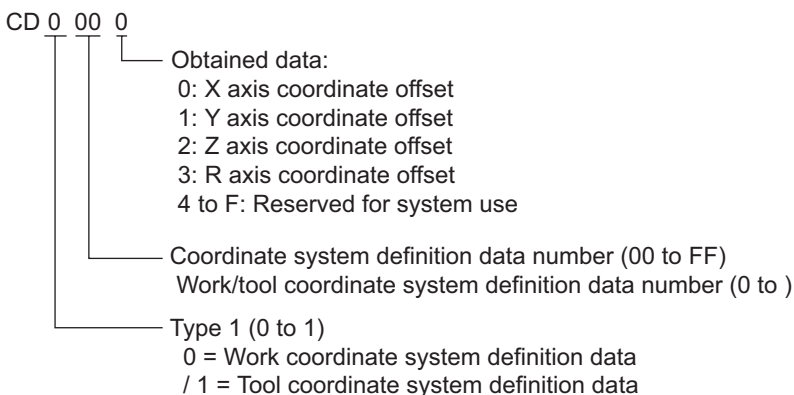 CD 0 00 0
Obtained data:
0: X axis coordinate offset
1: Y axis coordinate offset
2: Z axis coordinate offset
3: R axis coordinate offset
4 to F: Reserved for system use
Coordinate system definition data number (00 to FF)
Work/tool coordinate system definition data number (0 to )
Type 1 (0 to 1)
0 = Work coordinate system definition data
/ 1 = Tool coordinate system definition data